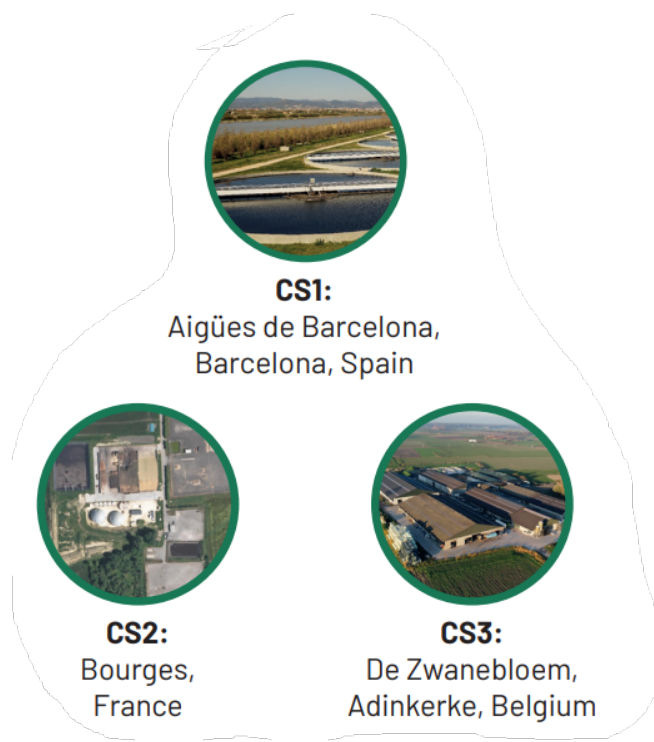 CS1:
Aigües de Barcelona,
Barcelona, Spain
CS2:
Bourges,
France
CS3:
De Zwanebloem,
Adinkerke, Belgium